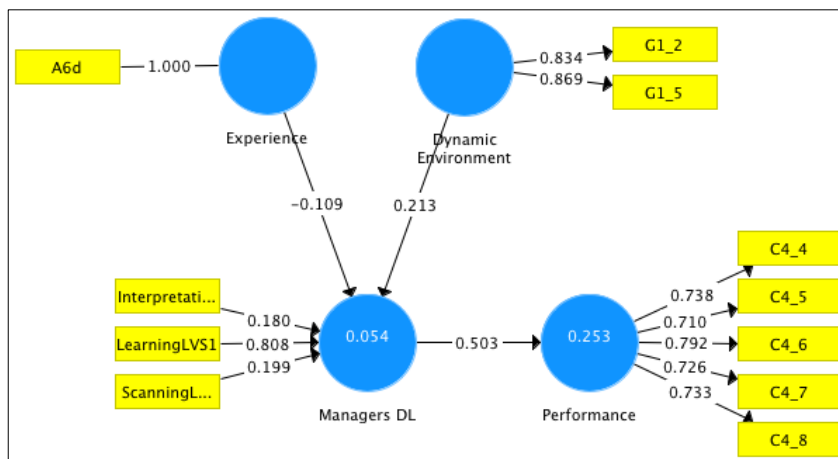 A6d
1.000
Experience
Dynamic
Environment
0.834
0.869
G1_2
G1_5
-0.109
0.213
Interpretati...
LearningLVS1
ScanningL...
0.180
0.808
0.199
0.054
Managers DL
0.503
0.253
Performance
0.738
0.710
0.792
0.726
0.733
C4_4
C4_5
C4_6
C4_7
C4_8